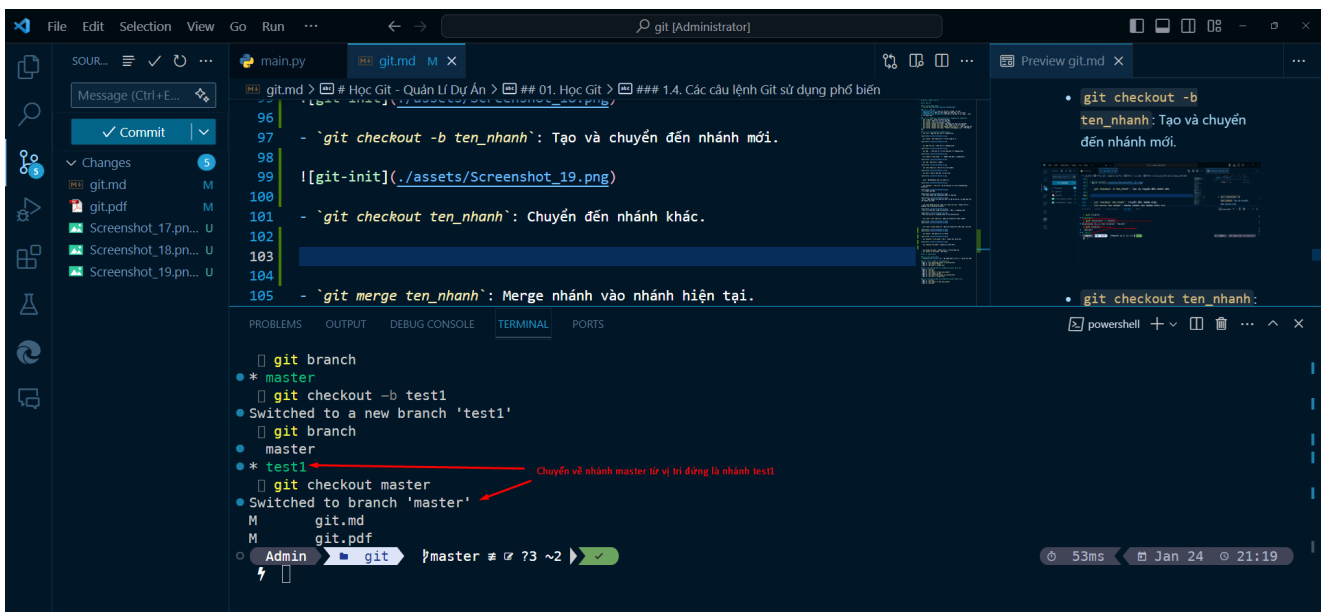 File Edit Selection View Go Run ··· git [Administrator]
SOUR... ···
Message (Ctrl+E...
Commit
Changes 5
git.md M
git.pdf M
Screenshot_17.pn... U
Screenshot_18.pn... U
Screenshot_19.pn... U
5
main.py git.md M
git.md > # Học Git - Quản Lí Dự Án > ## 01. Học Git > ### 1.4. Các câu lệnh Git sử dụng phổ biến
95 ![git-init](./assets/Screenshot_18.png)
96
97 - `git checkout -b ten_nhanh`: Tạo và chuyển đến nhánh mới.
98
99 ![git-init](./assets/Screenshot_19.png)
100
101 - `git checkout ten_nhanh`: Chuyển đến nhánh khác.
102
103
104
105 - `git merge ten_nhanh`: Merge nhánh vào nhánh hiện tại.
Preview git.md
• git checkout -b
ten_nhanh: Tạo và chuyển
đến nhánh mới.
• git checkout ten_nhanh:
PROBLEMS OUTPUT DEBUG CONSOLE TERMINAL PORTS powershell
git branch
* master
git checkout -b test1
Switched to a new branch 'test1'
git branch
master
* test1
Chuyển về nhánh master từ vị trí đứng là nhánh test1
git checkout master
Switched to branch 'master'
M git.md
M git.pdf
Admin git master ≢ ?3 ~2 ✓ 53ms Jan 24 21:19